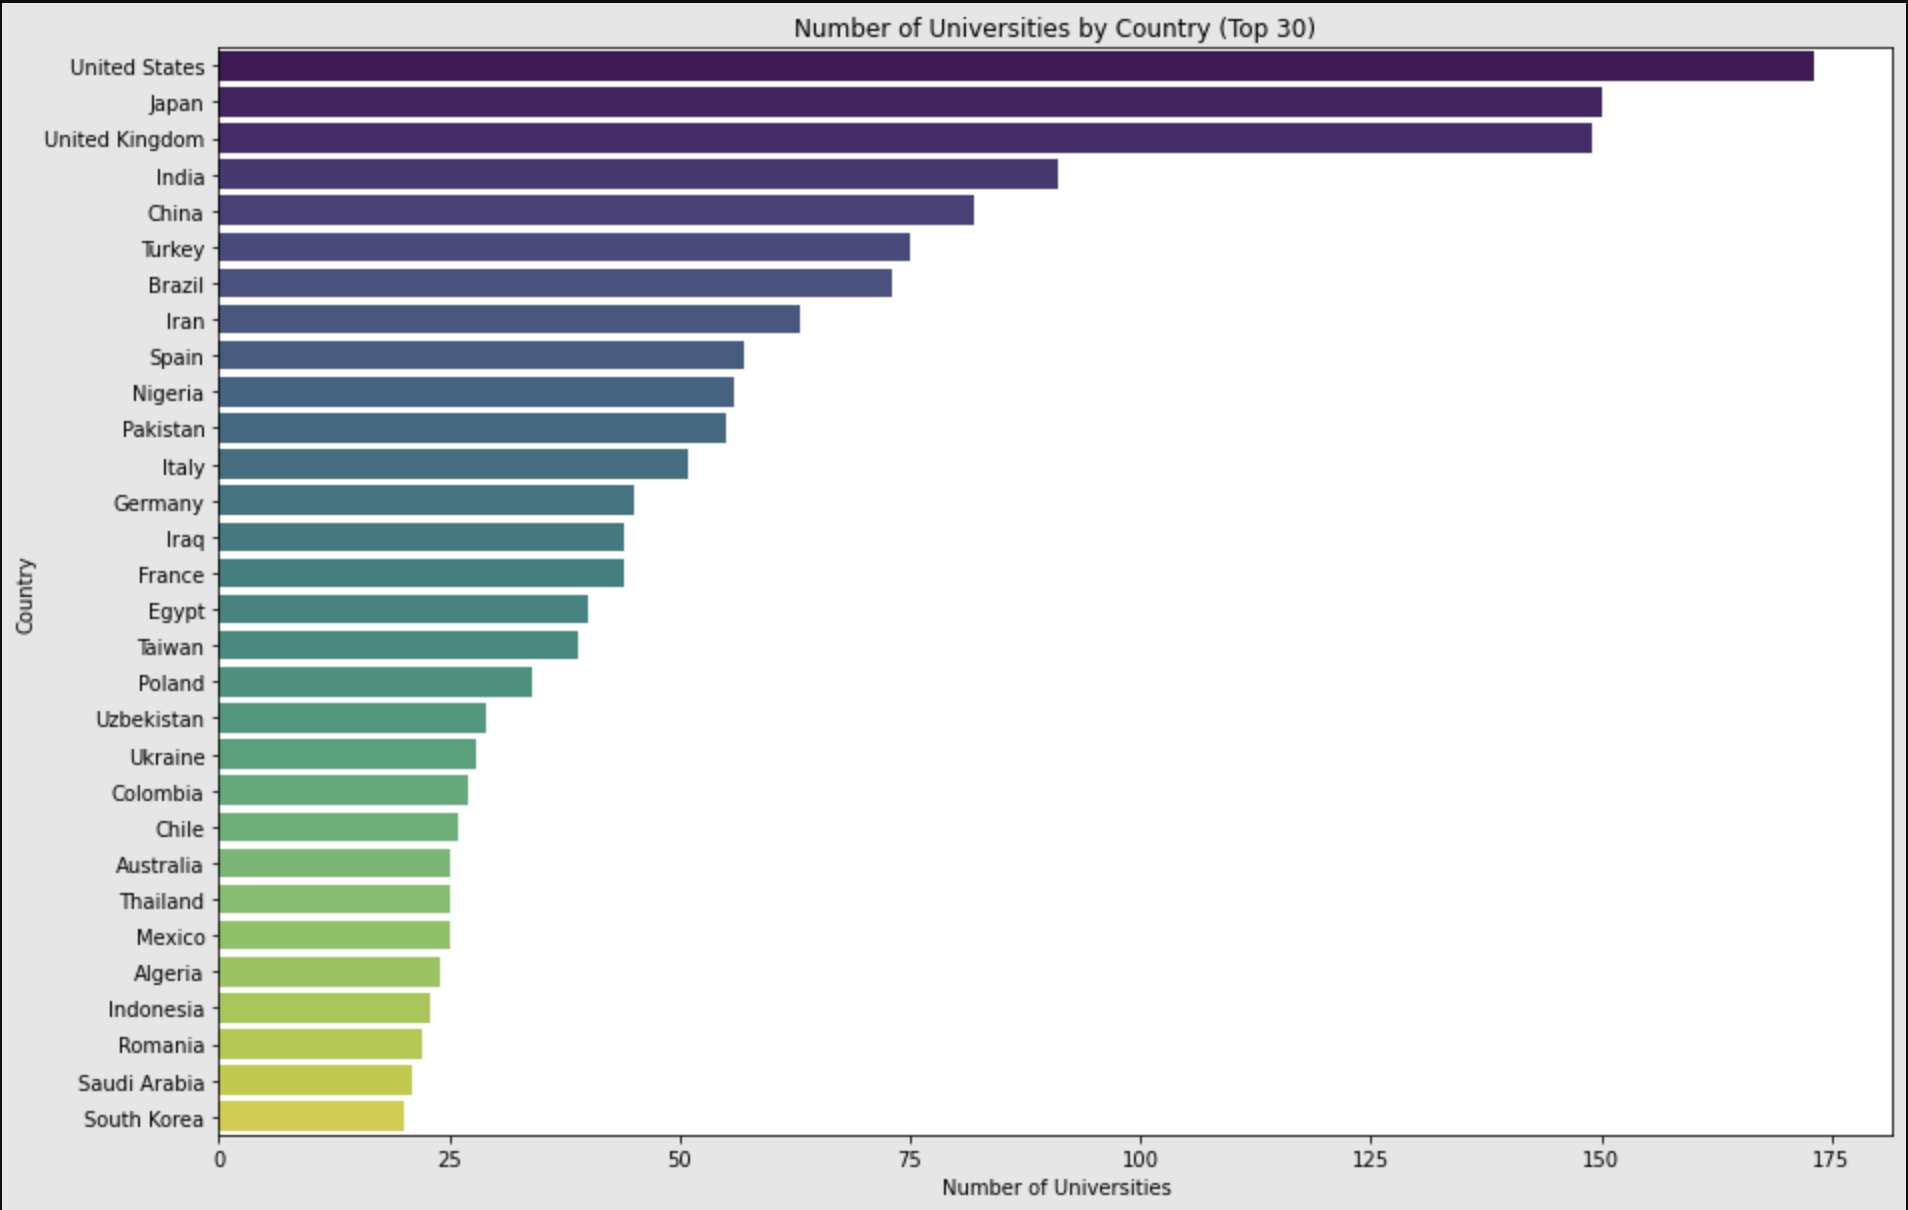 Number of Universities by Country (Top 30)
United States
Japan
United Kingdom
India
China
Turkey
Brazil
Iran
Spain
Nigeria
Pakistan
Italy
Germany
Iraq
France
Egypt
Taiwan
Poland
Uzbekistan
Ukraine
Colombia
Chile
Australia
Thailand
Mexico
Algeria
Indonesia
Romania
Saudi Arabia
South Korea
Country
0 25 50 75 100 125 150 175
Number of Universities